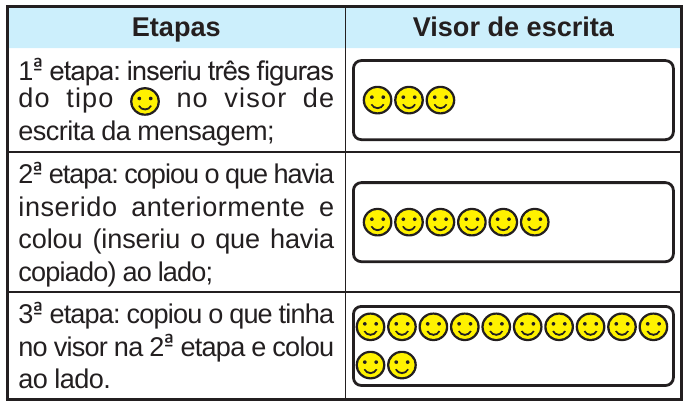 Etapas
Visor de escrita
1ª etapa: inseriu três figuras
do tipo no visor de
escrita da mensagem;
2ª etapa: copiou o que havia
inserido anteriormente e
colou (inseriu o que havia
copiado) ao lado;
3ª etapa: copiou o que tinha
no visor na 2ª etapa e colou
ao lado.